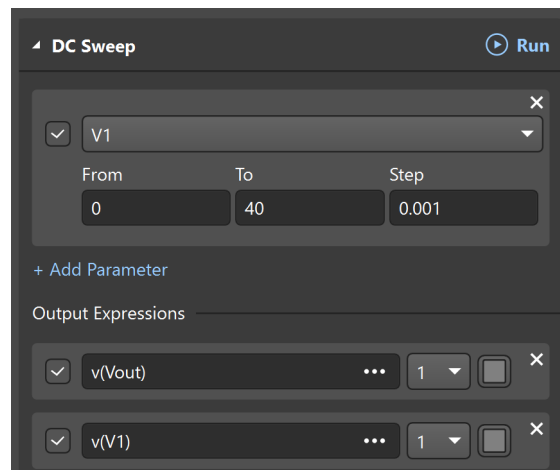 DC Sweep Run
V1
From To Step
0 40 0.001
+ Add Parameter
Output Expressions
v(Vout) ••• 1
v(V1) ••• 1